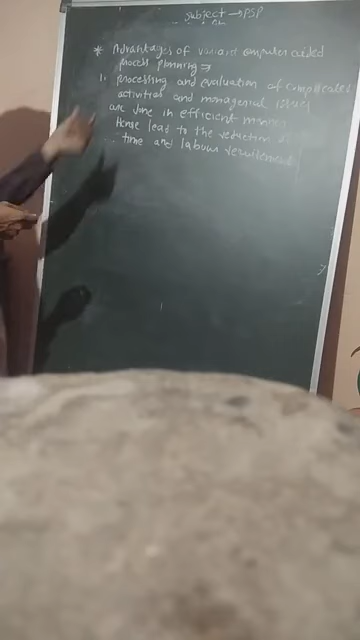 subject → PSP
* Advantages of variant computer aided
process planning ⇒
1. processing and evaluation of complicated
activities and managerial issues
are done in efficient manner
Hence lead to the reduction
time and labour requirement